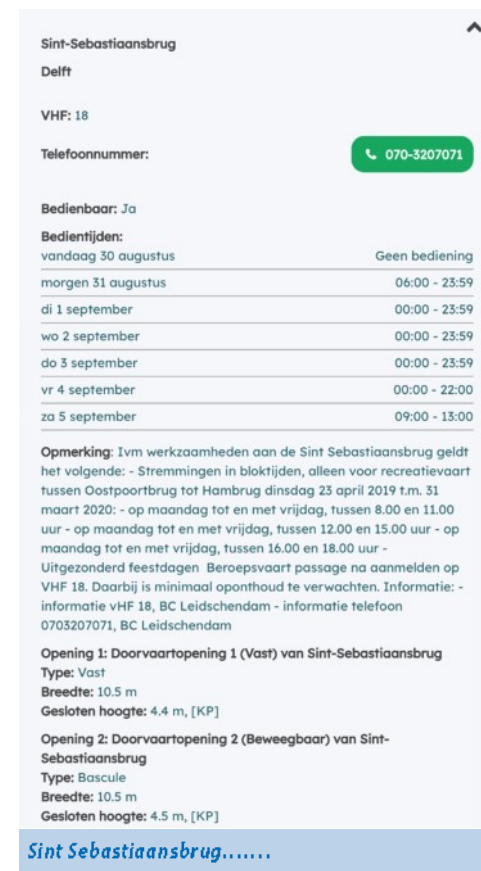 Sint-Sebastiaansbrug
Delft
VHF: 18
Telefoonnummer: 070-3207071
Bedienbaar: Ja
Bedientijden:
vandaag 30 augustus Geen bediening
morgen 31 augustus 06:00 - 23:59
di 1 september 00:00 - 23:59
wo 2 september 00:00 - 23:59
do 3 september 00:00 - 23:59
vr 4 september 00:00 - 22:00
za 5 september 09:00 - 13:00
Opmerking: Ivm werkzaamheden aan de Sint Sebastiaansbrug geldt
het volgende: - Stremmingen in bloktijden, alleen voor recreatievaart
tussen Oostpoortbrug tot Hambrug dinsdag 23 april 2019 t.m. 31
maart 2020: - op maandag tot en met vrijdag, tussen 8.00 en 11.00
uur - op maandag tot en met vrijdag, tussen 12.00 en 15.00 uur - op
maandag tot en met vrijdag, tussen 16.00 en 18.00 uur -
Uitgezonderd feestdagen  Beroepsvaart passage na aanmelden op
VHF 18. Daarbij is minimaal oponthoud te verwachten. Informatie: -
informatie vHF 18, BC Leidschendam - informatie telefoon
0703207071, BC Leidschendam
Opening 1: Doorvaartopening 1 (Vast) van Sint-Sebastiaansbrug
Type: Vast
Breedte: 10.5 m
Gesloten hoogte: 4.4 m, [KP]
Opening 2: Doorvaartopening 2 (Beweegbaar) van Sint-
Sebastiaansbrug
Type: Bascule
Breedte: 10.5 m
Gesloten hoogte: 4.5 m, [KP]
Sint Sebastiaansbrug.......